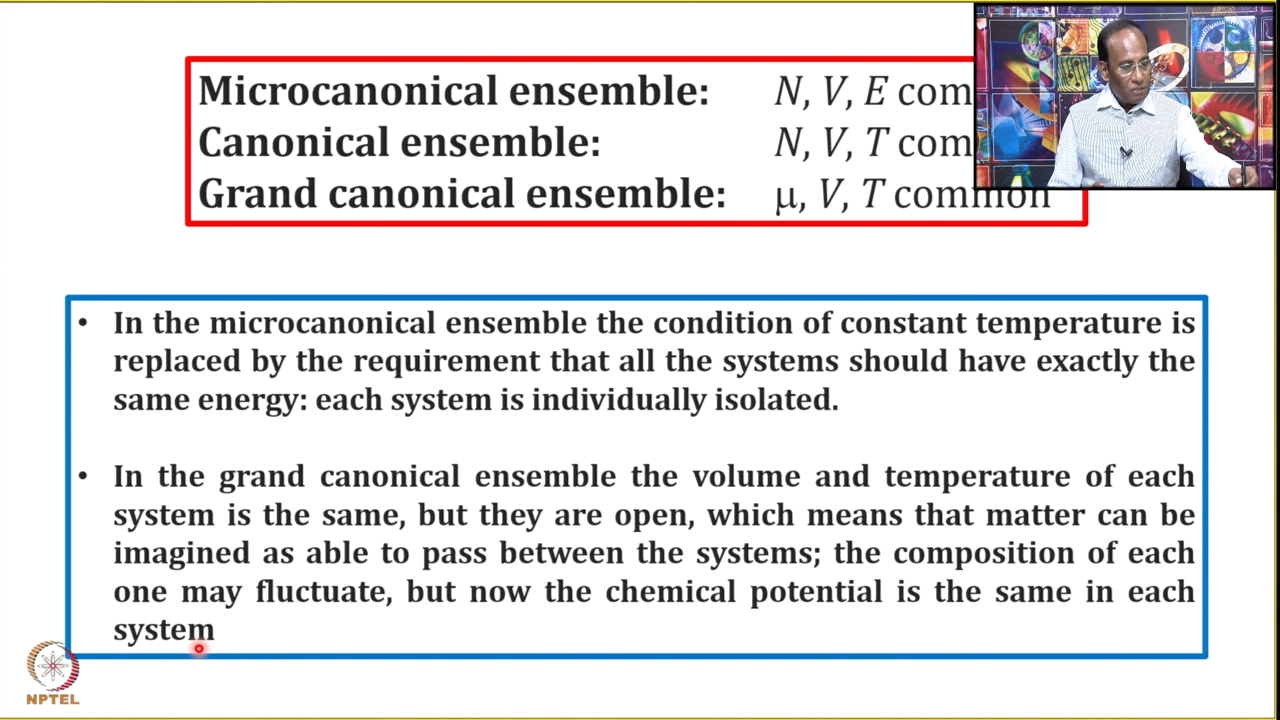 Microcanonical ensemble: N, V, E com
Canonical ensemble: N, V, T com
Grand canonical ensemble: μ, V, T common
• In the microcanonical ensemble the condition of constant temperature is
replaced by the requirement that all the systems should have exactly the
same energy: each system is individually isolated.
• In the grand canonical ensemble the volume and temperature of each
system is the same, but they are open, which means that matter can be
imagined as able to pass between the systems; the composition of each
one may fluctuate, but now the chemical potential is the same in each
system
NPTEL